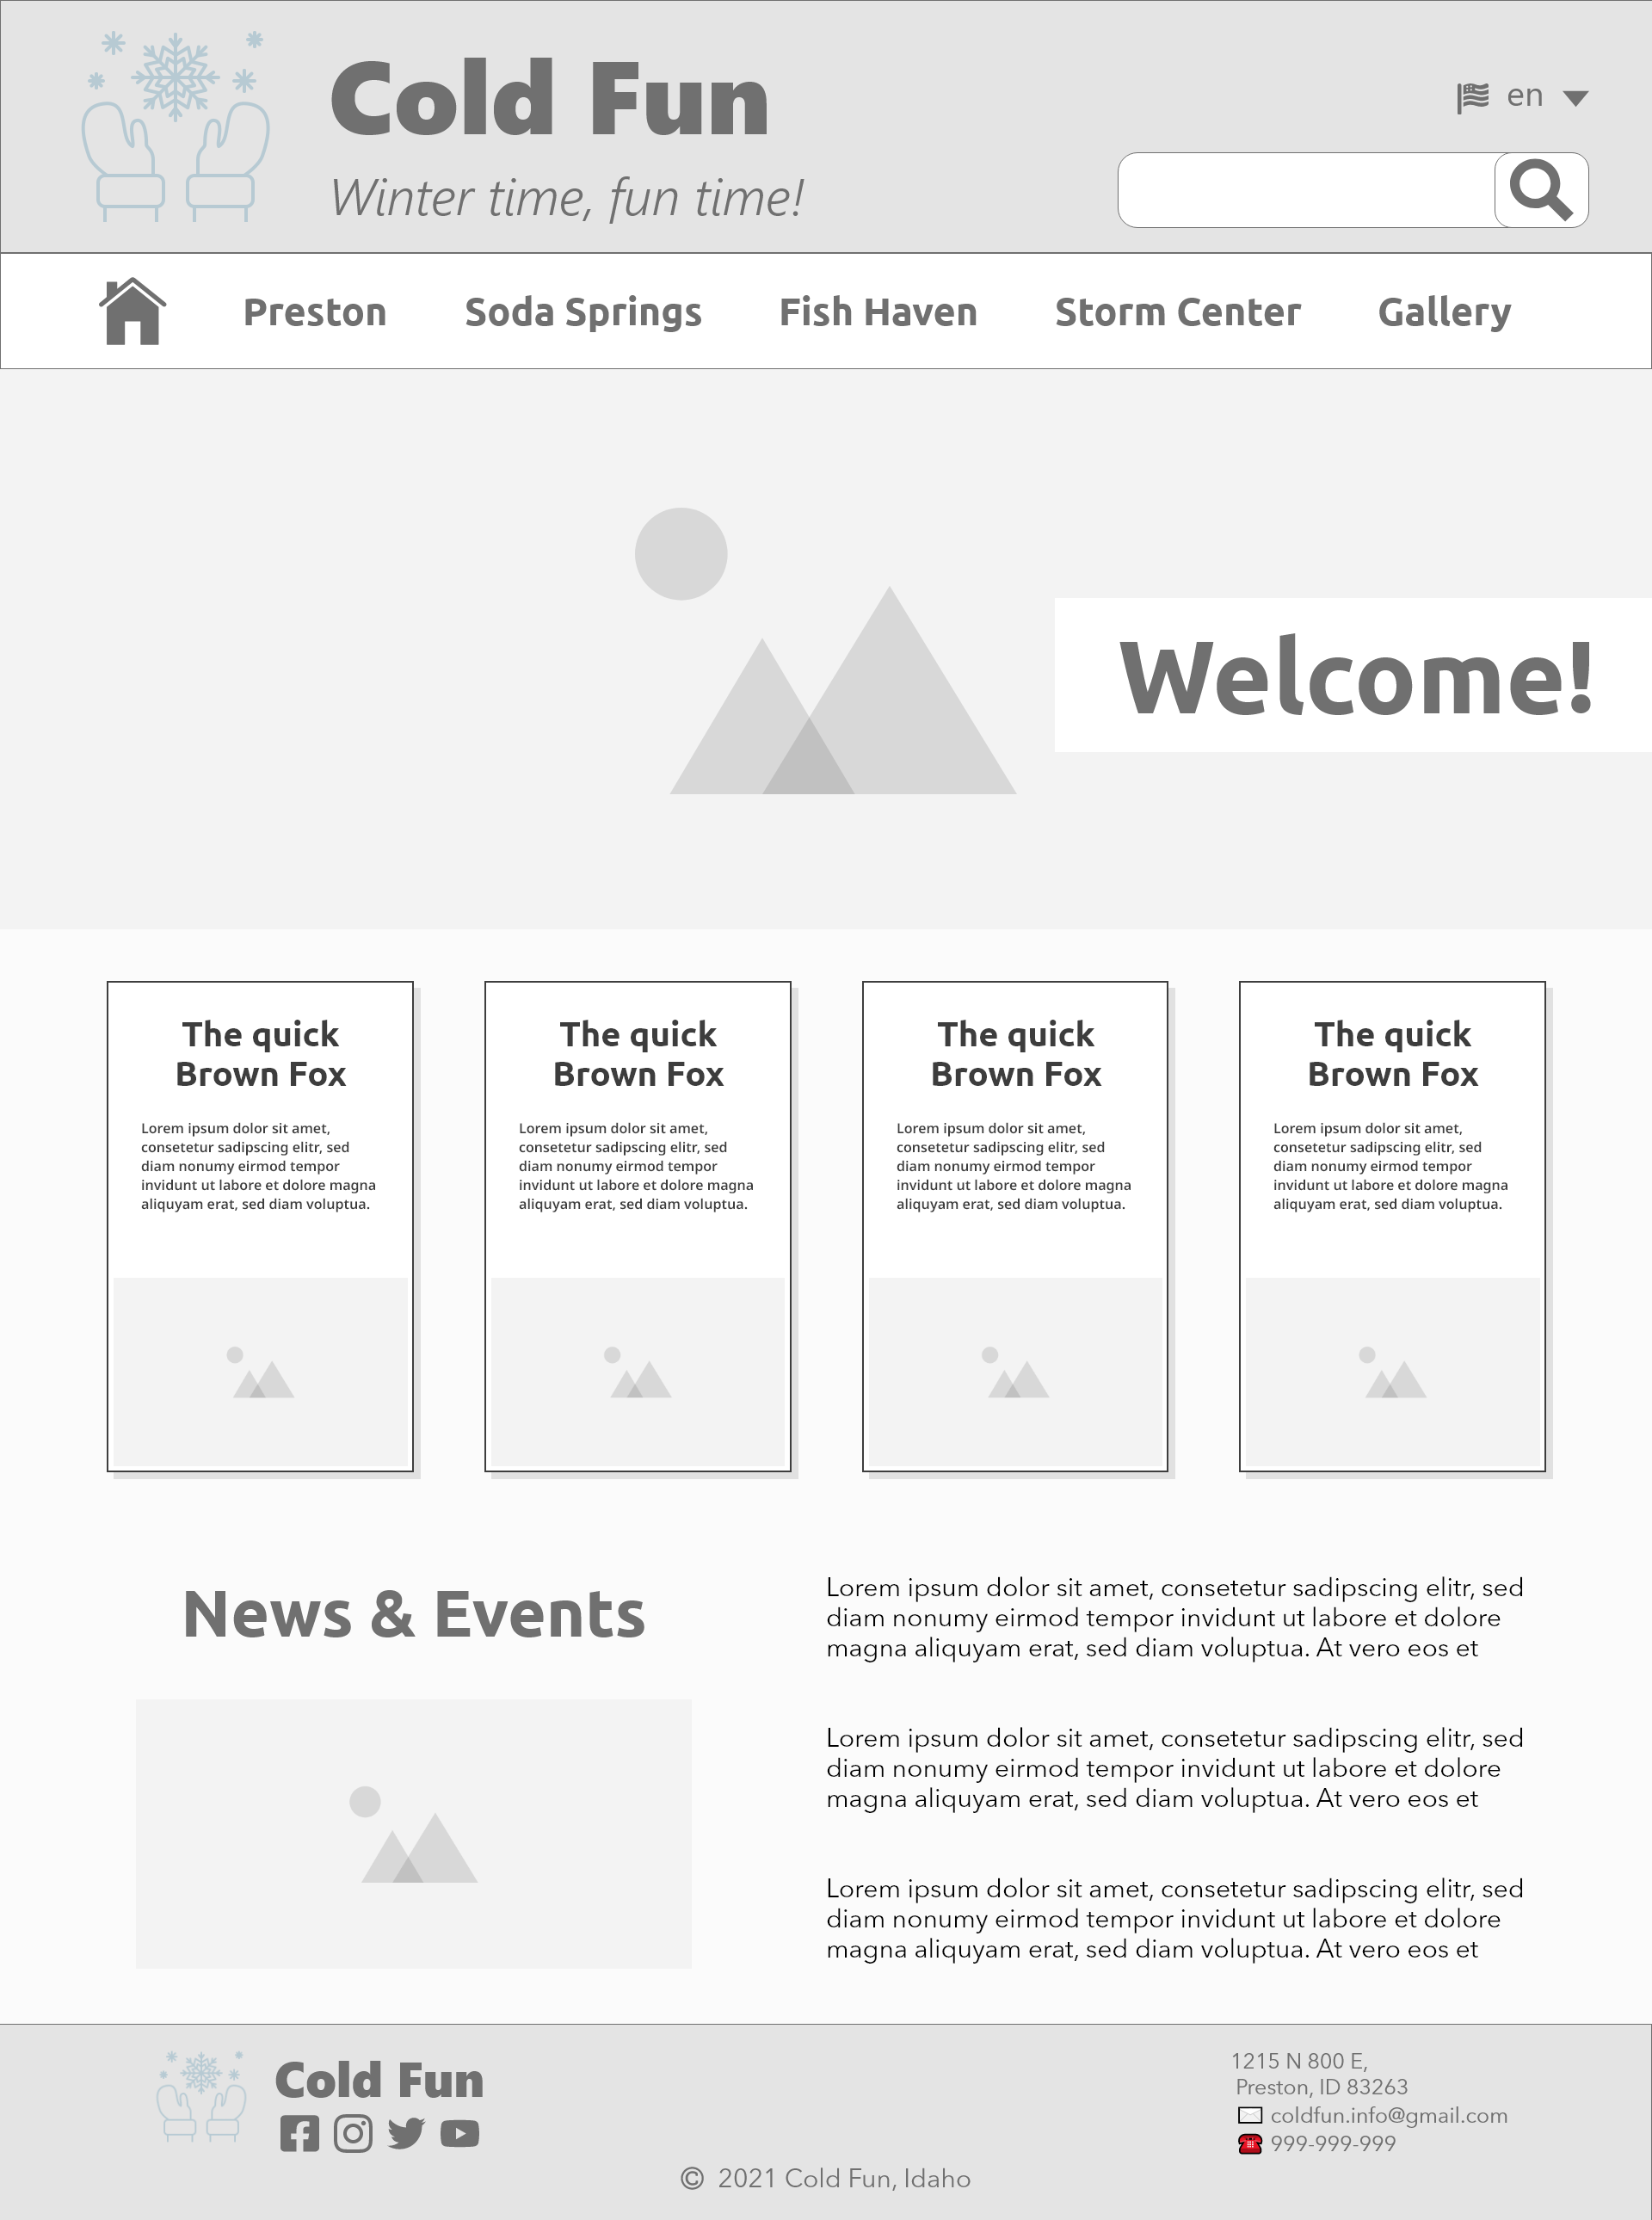 Cold Fun
Winter time, fun time!
en
Preston Soda Springs Fish Haven Storm Center Gallery
Welcome!
The quick
Brown Fox
Lorem ipsum dolor sit amet,
consetetur sadipscing elitr, sed
diam nonumy eirmod tempor
invidunt ut labore et dolore magna
aliquyam erat, sed diam voluptua.
The quick
Brown Fox
Lorem ipsum dolor sit amet,
consetetur sadipscing elitr, sed
diam nonumy eirmod tempor
invidunt ut labore et dolore magna
aliquyam erat, sed diam voluptua.
The quick
Brown Fox
Lorem ipsum dolor sit amet,
consetetur sadipscing elitr, sed
diam nonumy eirmod tempor
invidunt ut labore et dolore magna
aliquyam erat, sed diam voluptua.
The quick
Brown Fox
Lorem ipsum dolor sit amet,
consetetur sadipscing elitr, sed
diam nonumy eirmod tempor
invidunt ut labore et dolore magna
aliquyam erat, sed diam voluptua.
News & Events
Lorem ipsum dolor sit amet, consetetur sadipscing elitr, sed
diam nonumy eirmod tempor invidunt ut labore et dolore
magna aliquyam erat, sed diam voluptua. At vero eos et
Lorem ipsum dolor sit amet, consetetur sadipscing elitr, sed
diam nonumy eirmod tempor invidunt ut labore et dolore
magna aliquyam erat, sed diam voluptua. At vero eos et
Lorem ipsum dolor sit amet, consetetur sadipscing elitr, sed
diam nonumy eirmod tempor invidunt ut labore et dolore
magna aliquyam erat, sed diam voluptua. At vero eos et
Cold Fun
1215 N 800 E,
Preston, ID 83263
coldfun.info@gmail.com
999-999-999
© 2021 Cold Fun, Idaho